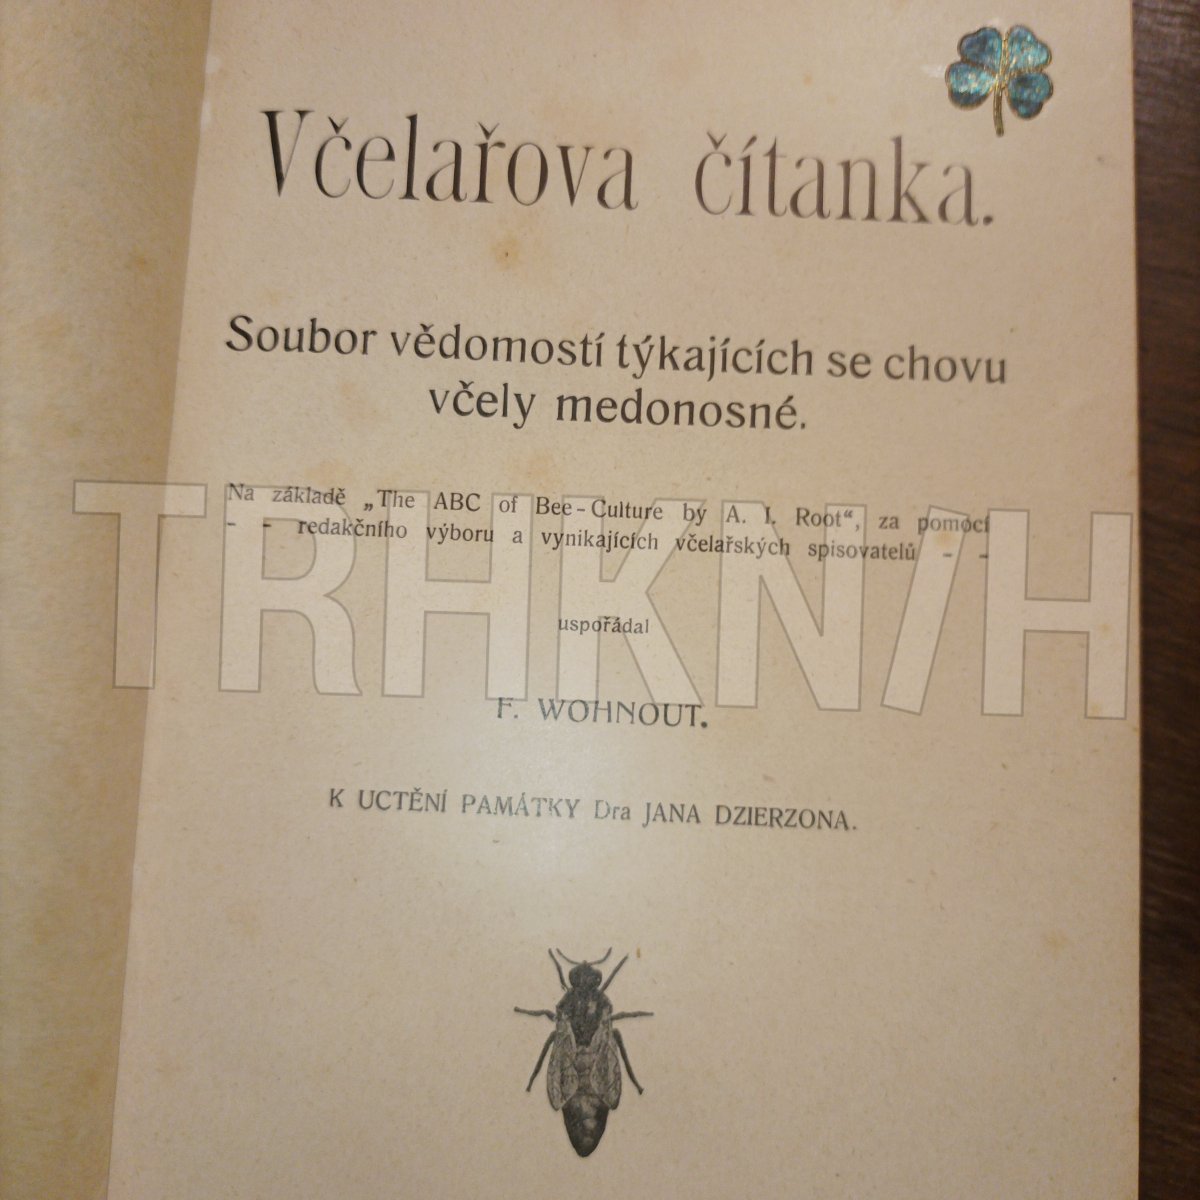 Včelařova čítanka.
Soubor vědomostí týkajících se chovu
včely medonosné.
Na základě „The ABC of Bee-Culture by A. I. Root“, za pomoci
- - redakčního výboru a vynikajících včelařských spisovatelů - -
uspořádal
F. WOHNOUT.
K UCTĚNÍ PAMÁTKY Dra JANA DZIERZONA.
TRHKN/H